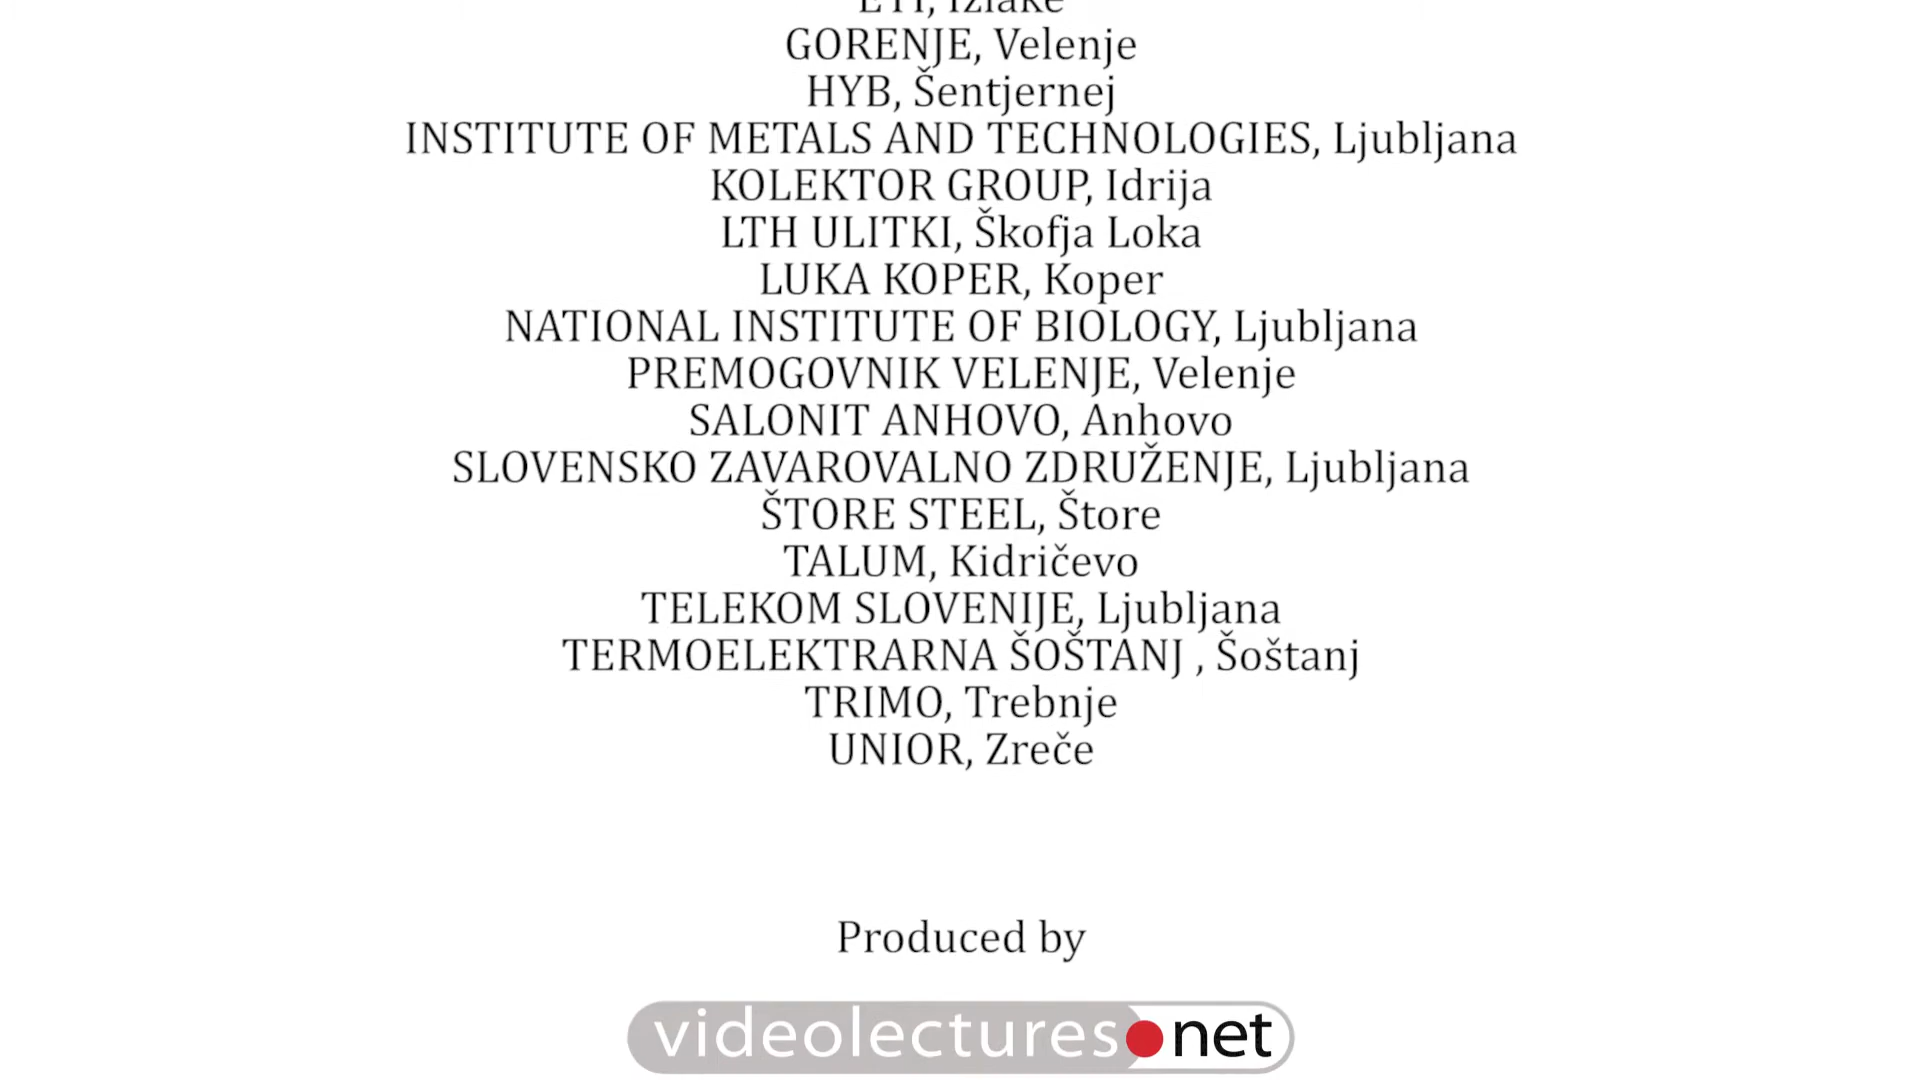 ETI, Izlake
GORENJE, Velenje
HYB, Šentjernej
INSTITUTE OF METALS AND TECHNOLOGIES, Ljubljana
KOLEKTOR GROUP, Idrija
LTH ULITKI, Škofja Loka
LUKA KOPER, Koper
NATIONAL INSTITUTE OF BIOLOGY, Ljubljana
PREMOGOVNIK VELENJE, Velenje
SALONIT ANHOVO, Anhovo
SLOVENSKO ZAVAROVALNO ZDRUŽENJE, Ljubljana
ŠTORE STEEL, Štore
TALUM, Kidričevo
TELEKOM SLOVENIJE, Ljubljana
TERMOELEKTRARNA ŠOŠTANJ , Šoštanj
TRIMO, Trebnje
UNIOR, Zreče
Produced by
videolectures.net